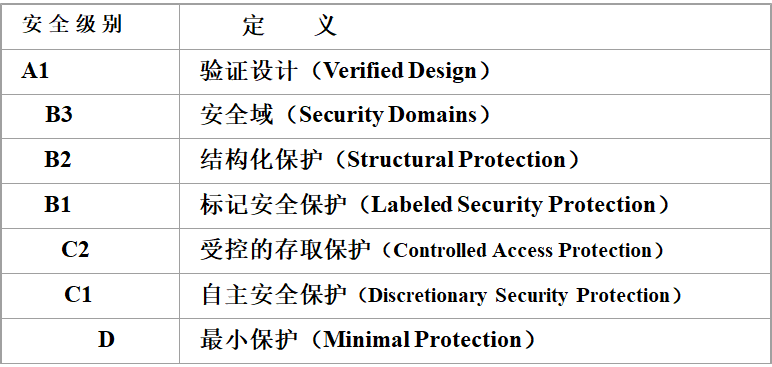 安全级别 定 义
A1 验证设计（Verified Design）
B3 安全域（Security Domains）
B2 结构化保护（Structural Protection）
B1 标记安全保护（Labeled Security Protection）
C2 受控的存取保护（Controlled Access Protection）
C1 自主安全保护（Discretionary Security Protection）
D 最小保护（Minimal Protection）